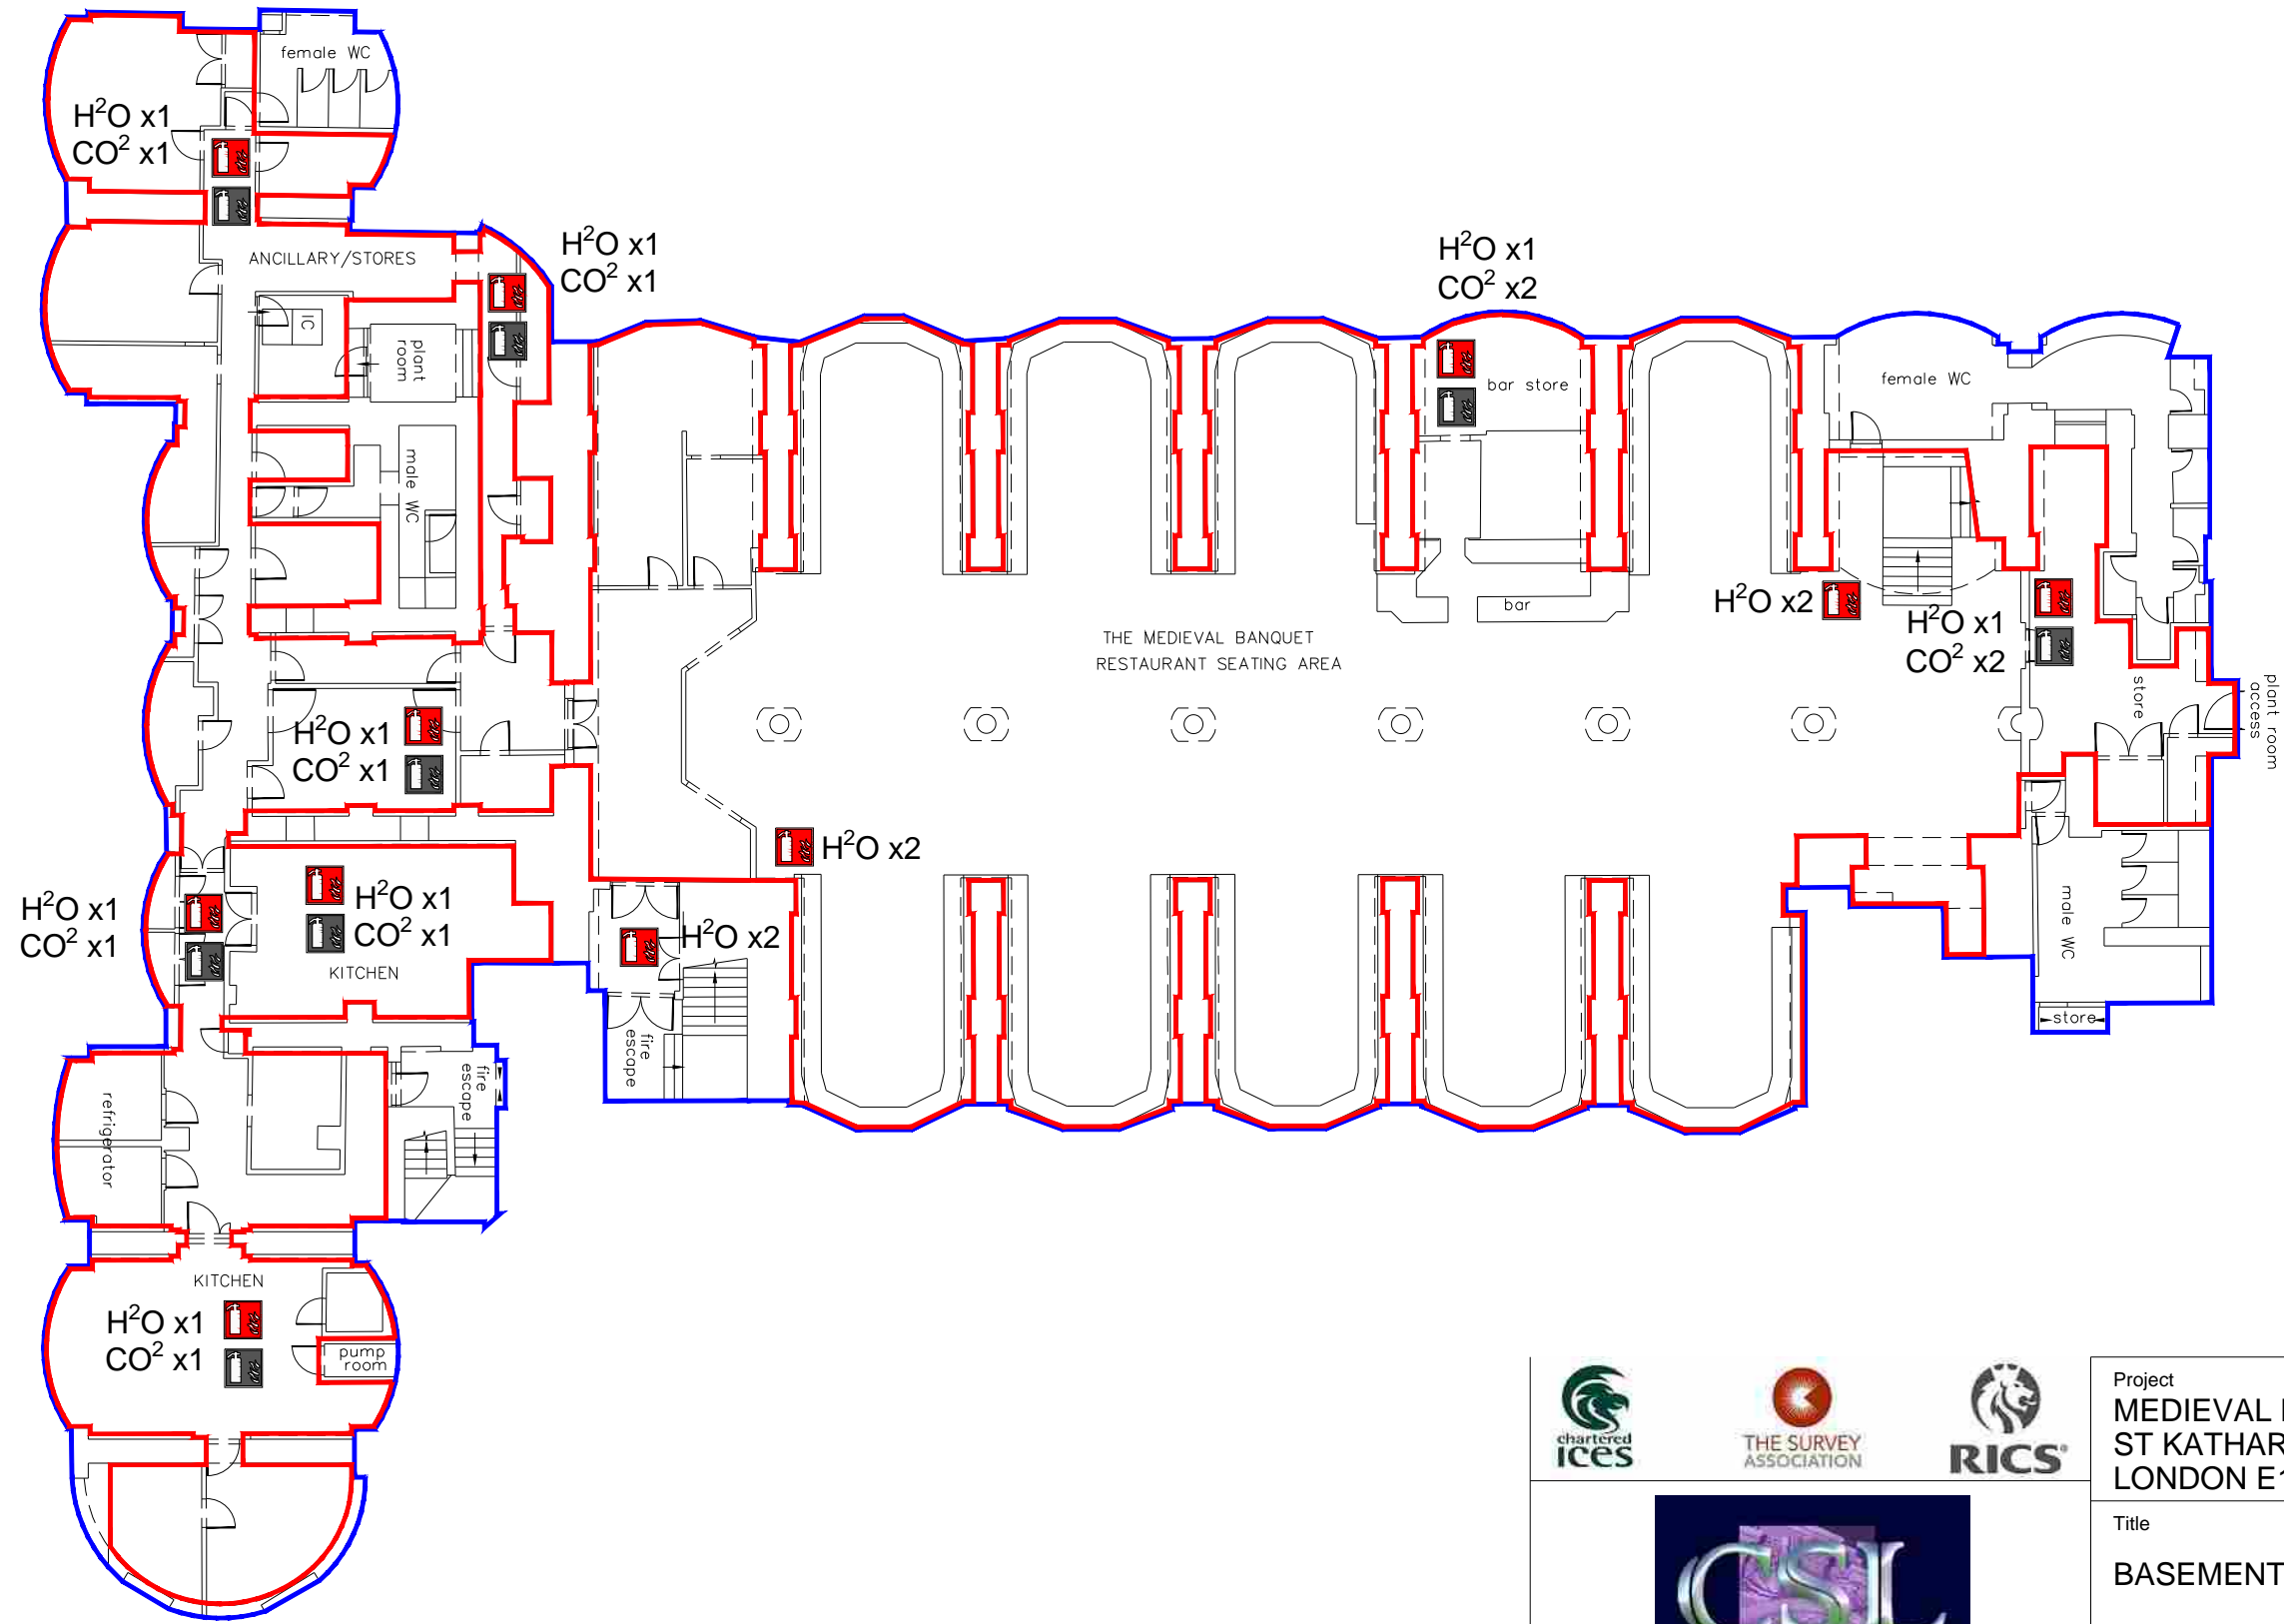 female WC
H²O x1
CO² x1
ANCILLARY/STORES
H²O x1
CO² x1
H²O x1
CO² x2
IC
plant
room
bar store
female WC
male WC
H²O x2
bar
H²O x1
CO² x2
THE MEDIEVAL BANQUET
RESTAURANT SEATING AREA
store
plant room
access
H²O x1
CO² x1
H²O x2
H²O x1
CO² x1
H²O x1
CO² x1
KITCHEN
H²O x2
male WC
fire
escape
store
fire
escape
refrigerator
KITCHEN
H²O x1
CO² x1
pump
room
chartered
ICES
THE SURVEY
ASSOCIATION
RICS®
Project
MEDIEVAL
ST KATHAR
LONDON E1
Title
BASEMENT
CSL